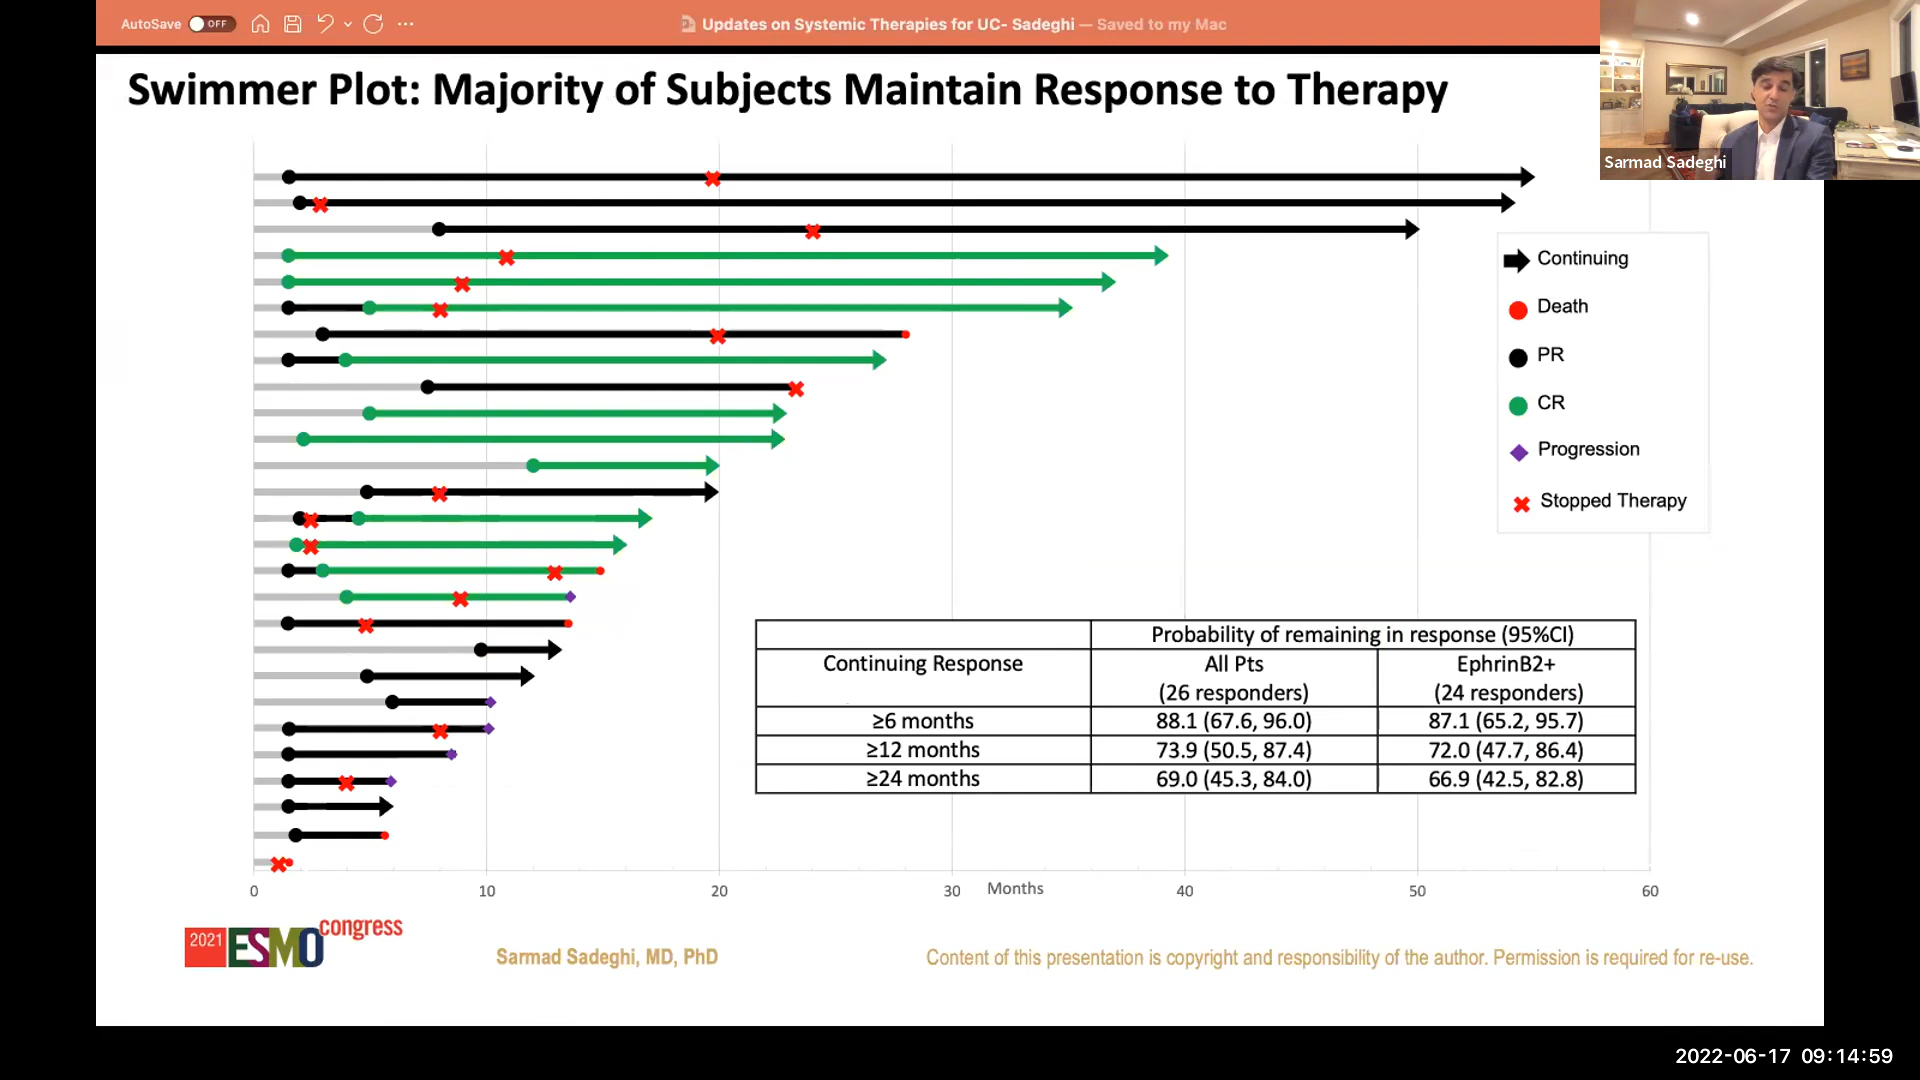 AutoSave OFF
Updates on Systemic Therapies for UC- Sadeghi — Saved to my Mac
Swimmer Plot: Majority of Subjects Maintain Response to Therapy
Sarmad Sadeghi
Continuing
Death
PR
CR
Progression
Stopped Therapy
Probability of remaining in response (95%CI)
Continuing Response
All Pts
(26 responders)
EphrinB2+
(24 responders)
≥6 months 88.1 (67.6, 96.0) 87.1 (65.2, 95.7)
≥12 months 73.9 (50.5, 87.4) 72.0 (47.7, 86.4)
≥24 months 69.0 (45.3, 84.0) 66.9 (42.5, 82.8)
0 10 20 30 Months 40 50 60
2021 ESMO congress
Sarmad Sadeghi, MD, PhD
Content of this presentation is copyright and responsibility of the author. Permission is required for re-use.
2022-06-17 09:14:59